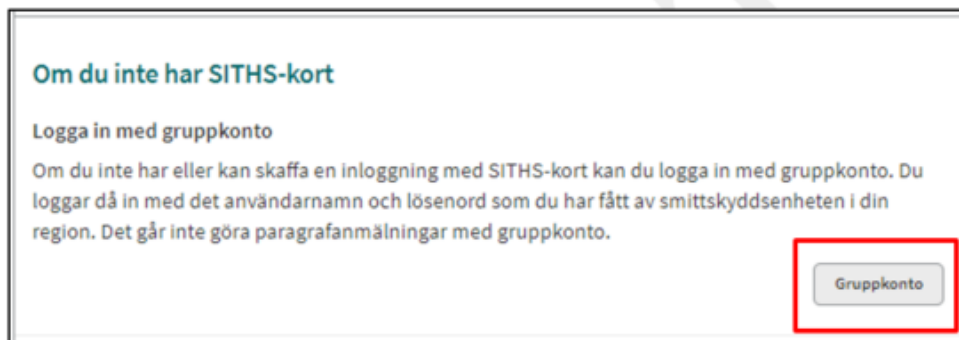 Om du inte har SITHS-kort
Logga in med gruppkonto
Om du inte har eller kan skaffa en inloggning med SITHS-kort kan du logga in med gruppkonto. Du
loggar då in med det användarnamn och lösenord som du har fått av smittskyddsenheten i din
region. Det går inte göra paragrafanmälningar med gruppkonto.
Gruppkonto